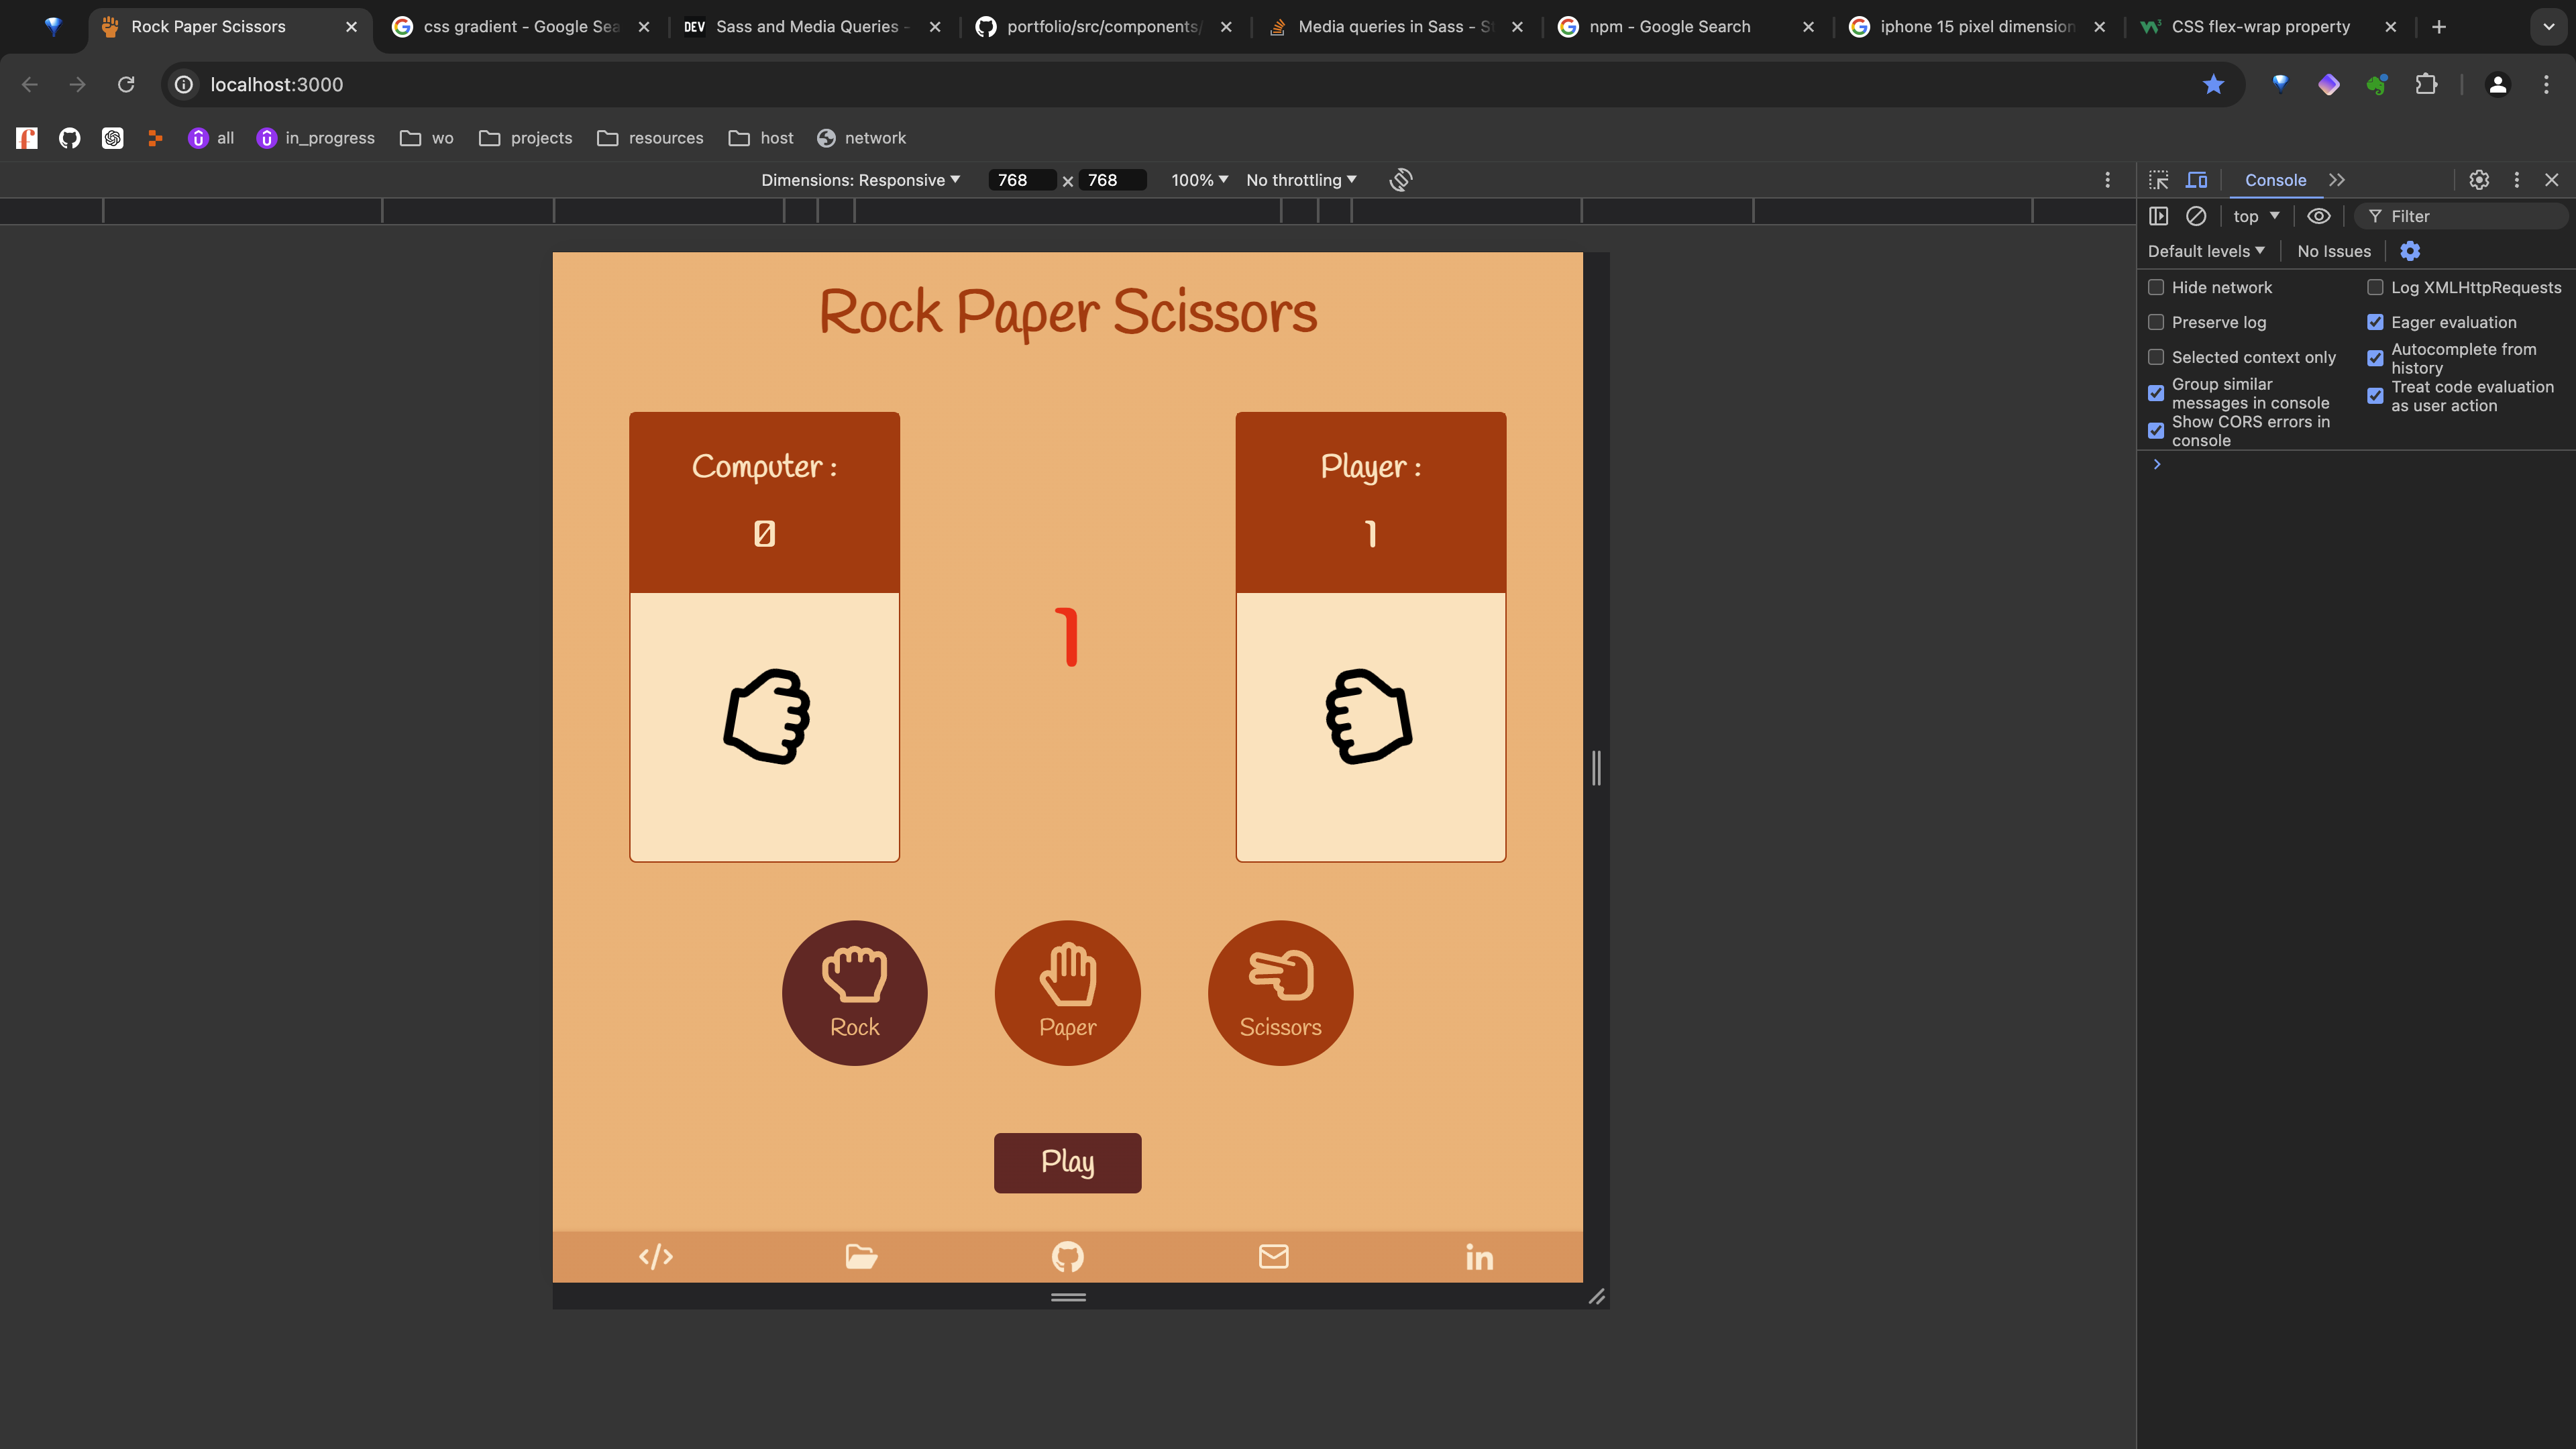 Rock Paper Scissors
css gradient - Google Sea
DEV Sass and Media Queries -
portfolio/src/components/
Media queries in Sass - S
npm - Google Search
iphone 15 pixel dimension
CSS flex-wrap property
localhost:3000
all
in_progress
wo
projects
resources
host
network
Dimensions: Responsive 768 × 768 100% No throttling
Console
top
Filter
Default levels
No Issues
Hide network
Log XMLHttpRequests
Preserve log
Eager evaluation
Selected context only
Autocomplete from
history
Group similar
messages in console
Treat code evaluation
as user action
Show CORS errors in
console
Rock Paper Scissors
Computer :
0
Player :
1
1
Rock
Paper
Scissors
Play